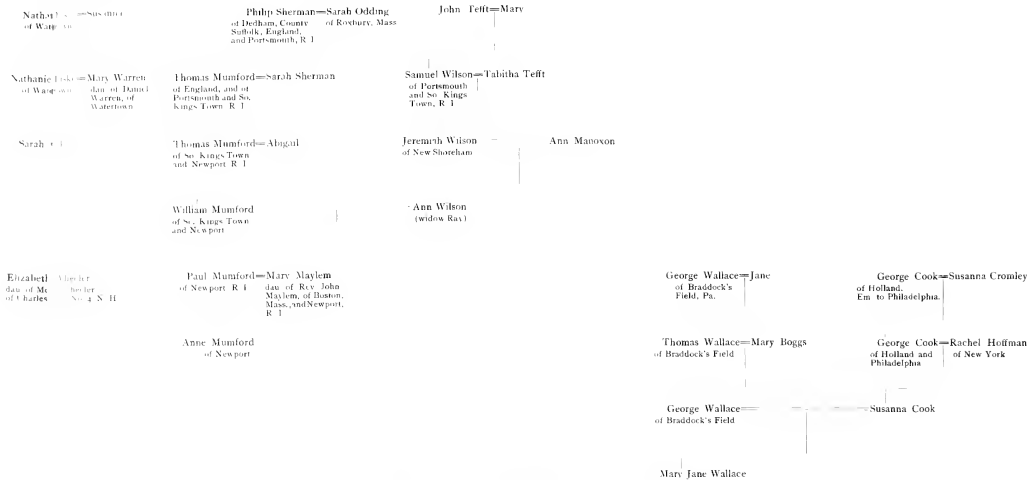 Philip Sherman=Sarah Odding
of Dedham, County of Roxbury, Mass
Suffolk, England,
and Portsmouth, R I
John Tefft=Mary
Mary Warren
dau of Daniel
Warren, of
Watertown
Thomas Mumford=Sarah Sherman
of England, and of
Portsmouth and So.
Kings Town R I
Samuel Wilson=Tabitha Tefft
of Portsmouth
and So Kings
Town, R I
Sarah
Thomas Mumford=Abigail
of So Kings Town
and Newport R I
Jeremiah Wilson = Ann Manoxon
of New Shoreham
William Mumford
of So. Kings Town
and Newport
Ann Wilson
(widow Ray)
dau of
of Charles No 4 N H
Paul Mumford=Mary Maylem
of Newport R I dau of Rev John
Maylem, of Boston,
Mass., and Newport,
R I
George Wallace=Jane
of Braddock's
Field, Pa.
George Cook=Susanna Cromley
of Holland.
Em to Philadelphia.
Anne Mumford
of Newport
Thomas Wallace=Mary Boggs
of Braddock's Field
George Cook=Rachel Hoffman
of Holland and of New York
Philadelphia
George Wallace= =Susanna Cook
of Braddock's Field
Mary Jane Wallace